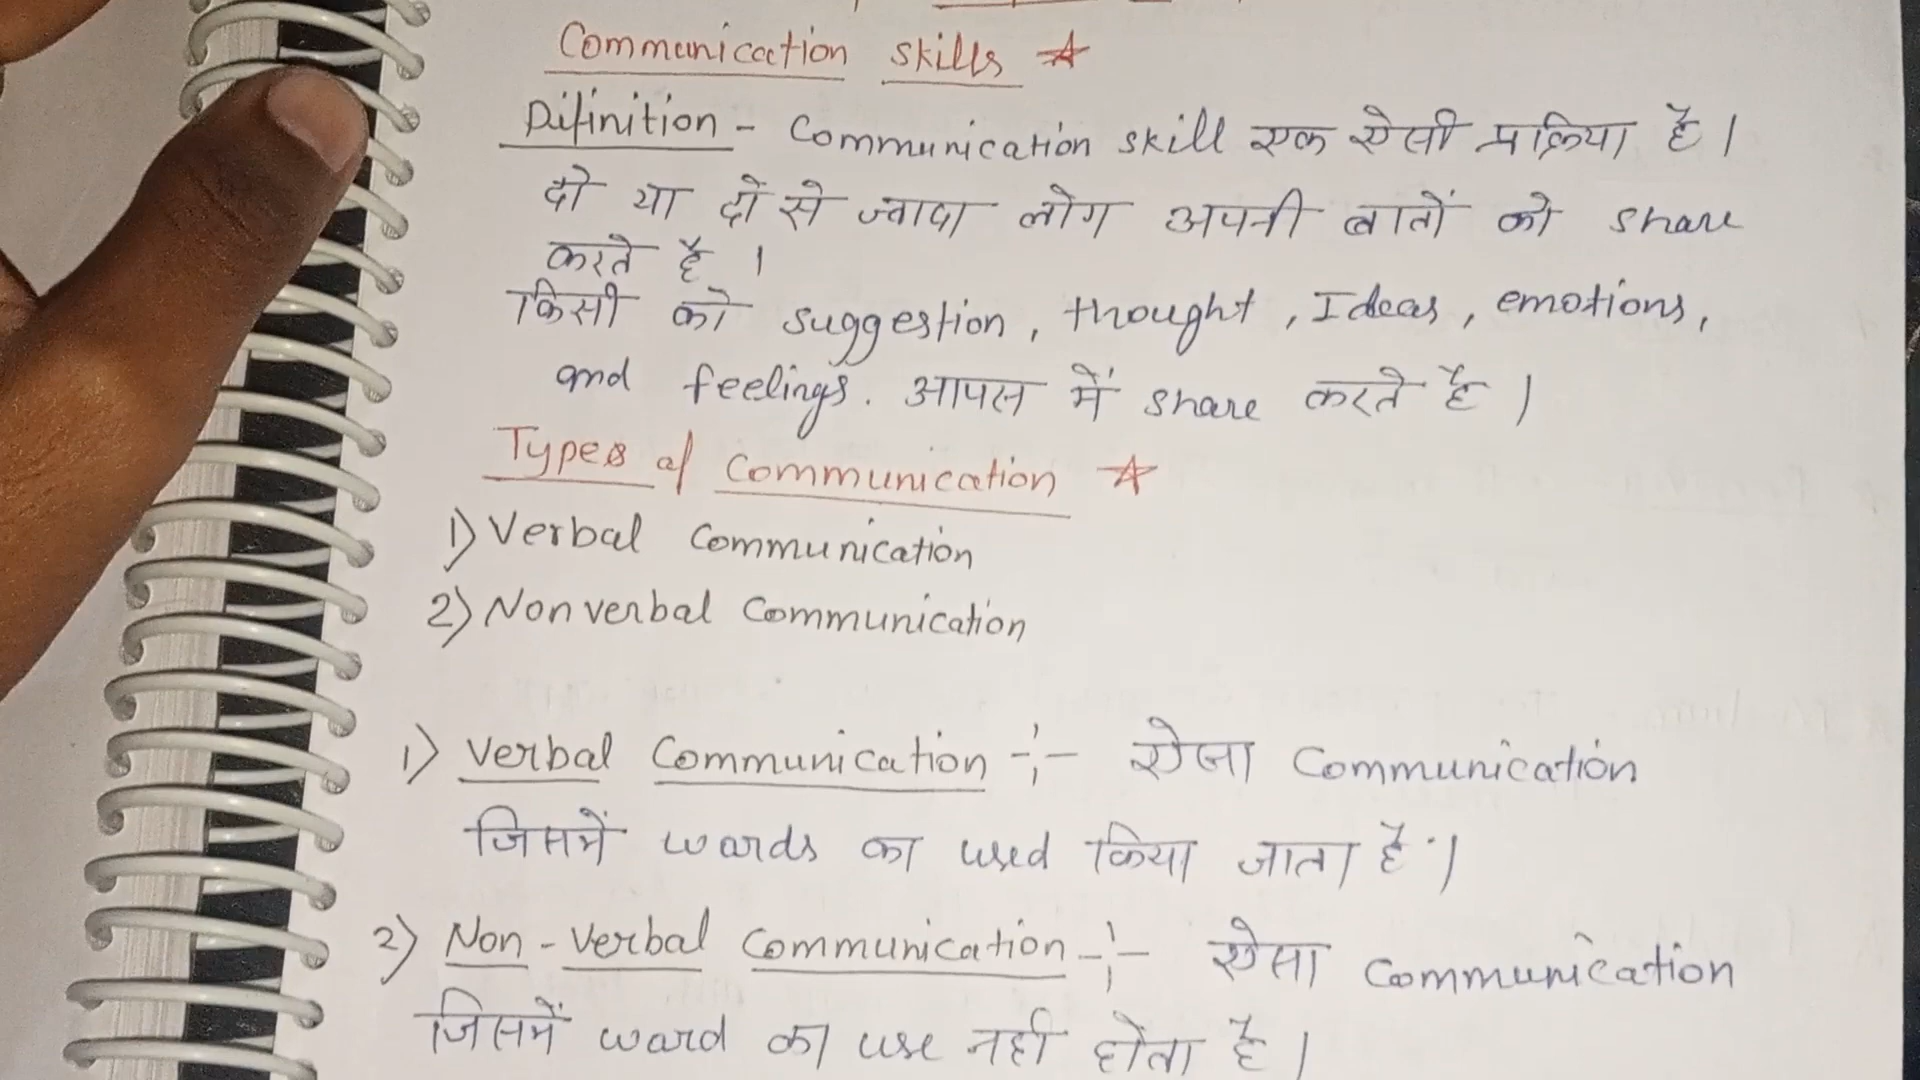 Communication skills
Difinition - Communication skill एक ऐसी प्रक्रिया है।
दो या दों से ज्यादा लोग अपनी बातों को share
करते है ।
किसी को suggestion, thought, Ideas, emotions,
and feelings. आपस में share करते है ।
Types of Communication
1) Verbal Communication
2) Nonverbal Communication
1) Verbal Communication -:- ऐसा Communication
जिसमें words का used किया जाता है।
2) Non-Verbal Communication -:- ऐसा Communication
जिसमें word का use नहीं होता है।